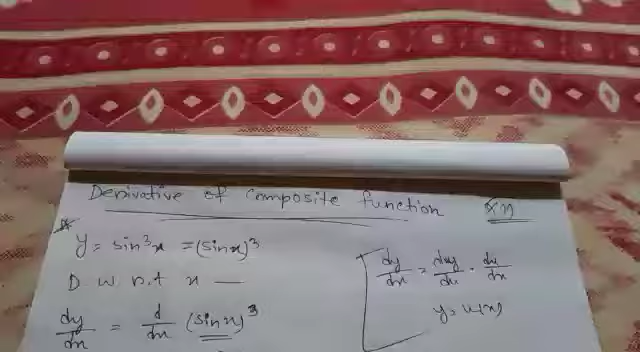 Derivative of composite function
* y = sin³x = (sinx)³
D w r.t x —
dy/dx = d/dx (sinx)³
dy/dx = dy/du · du/dx